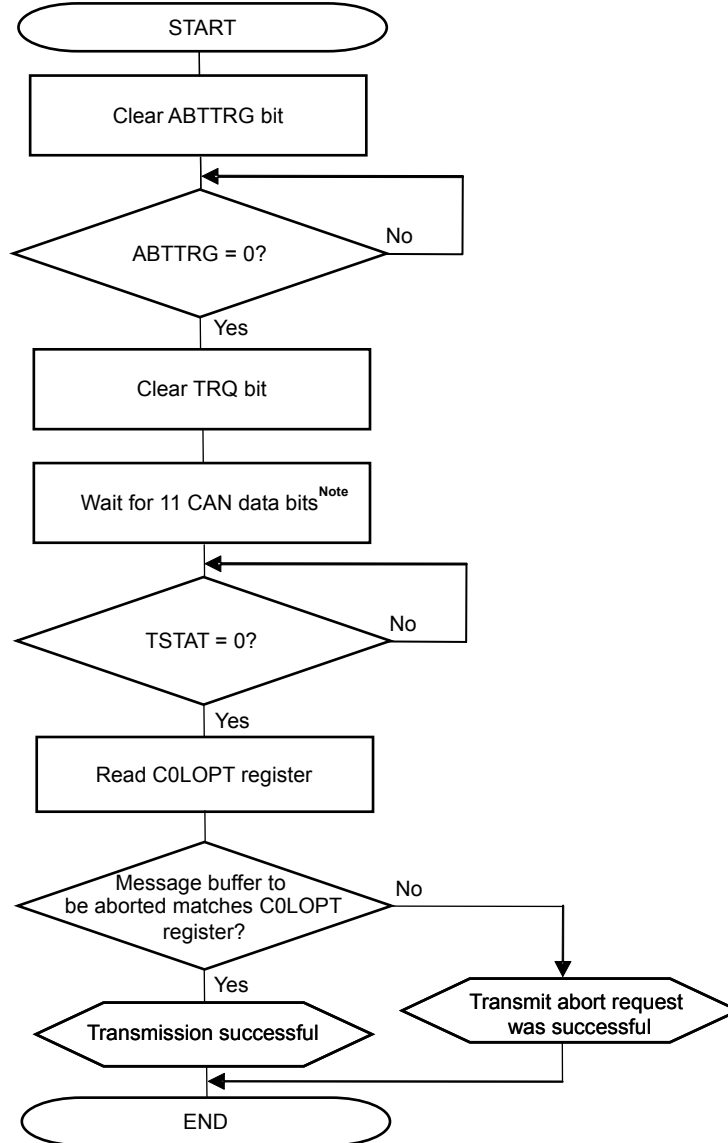 START
Clear ABTTRG bit
ABTTRG = 0?
No
Yes
Clear TRQ bit
Wait for 11 CAN data bits Note
TSTAT = 0?
No
Yes
Read C0LOPT register
Message buffer to
be aborted matches C0LOPT
register?
No
Yes
Transmission successful
Transmit abort request
was successful
END